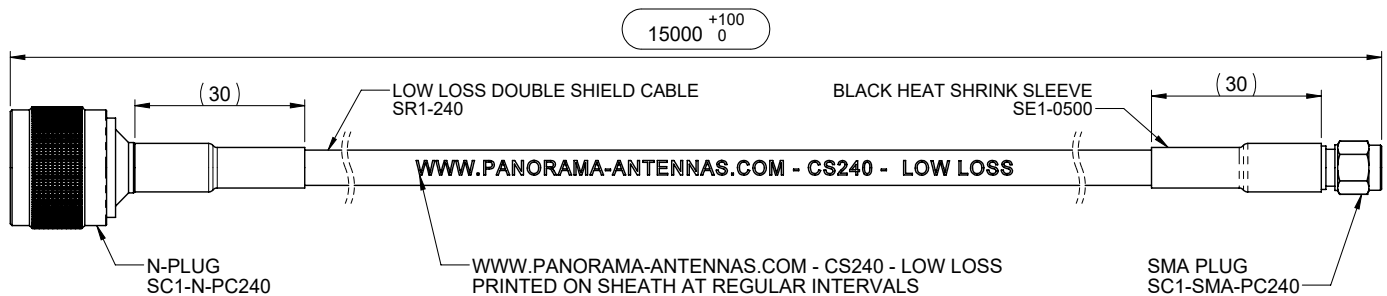 15000 +100 0
(30)
LOW LOSS DOUBLE SHIELD CABLE
SR1-240
BLACK HEAT SHRINK SLEEVE
SE1-0500
(30)
WWW.PANORAMA-ANTENNAS.COM - CS240 - LOW LOSS
N-PLUG
SC1-N-PC240
WWW.PANORAMA-ANTENNAS.COM - CS240 - LOW LOSS
PRINTED ON SHEATH AT REGULAR INTERVALS
SMA PLUG
SC1-SMA-PC240